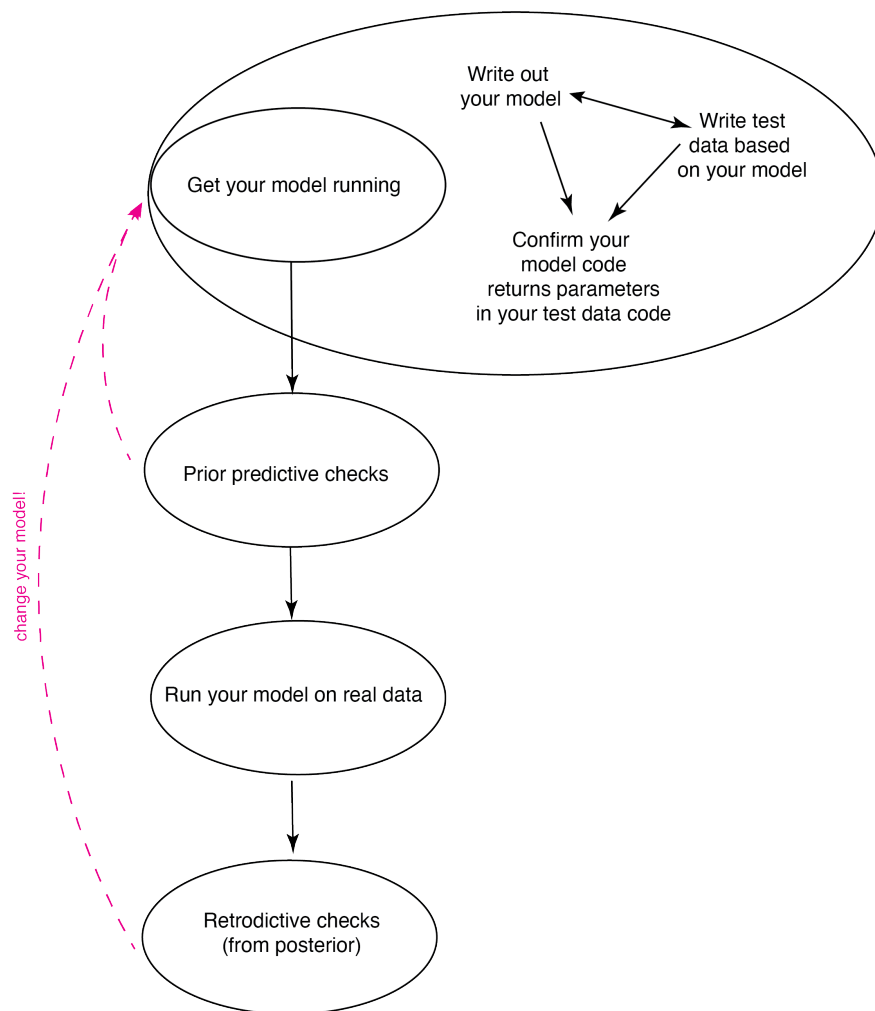 Write out
your model
Write test
data based
on your model
Get your model running
Confirm your
model code
returns parameters
in your test data code
Prior predictive checks
change your model!
Run your model on real data
Retrodictive checks
(from posterior)